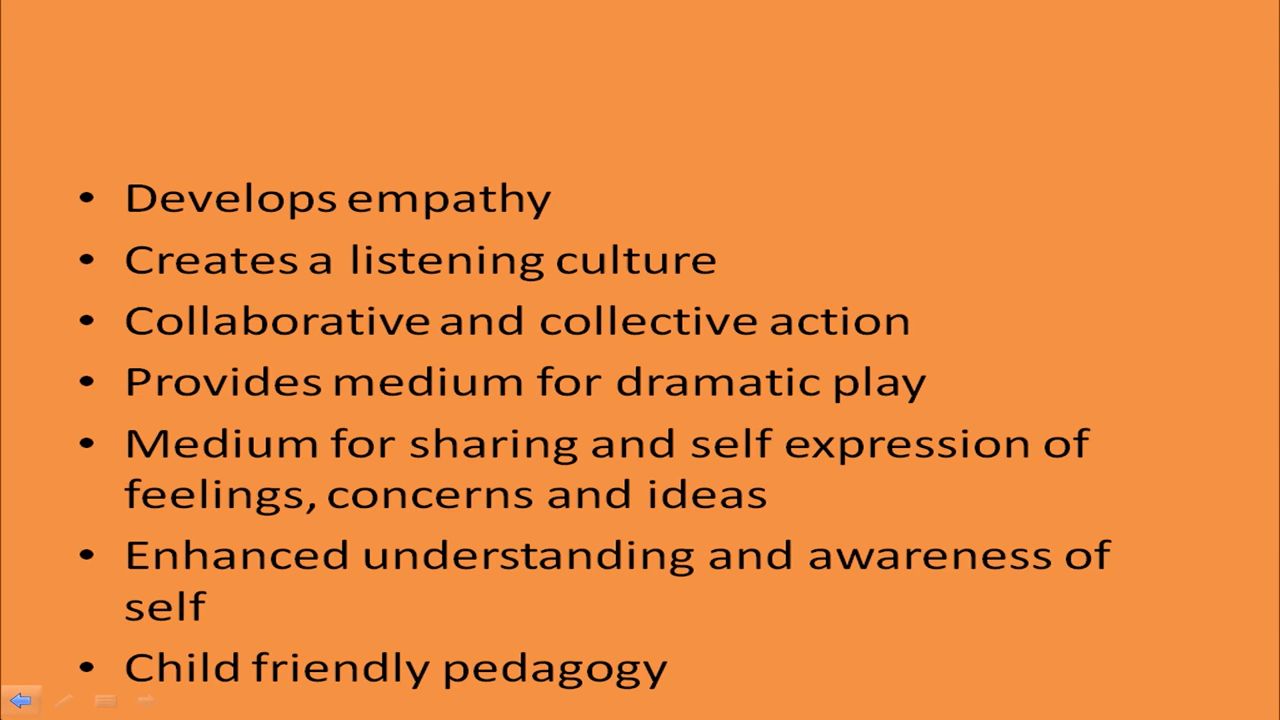 • Develops empathy
• Creates a listening culture
• Collaborative and collective action
• Provides medium for dramatic play
• Medium for sharing and self expression of
feelings, concerns and ideas
• Enhanced understanding and awareness of
self
• Child friendly pedagogy